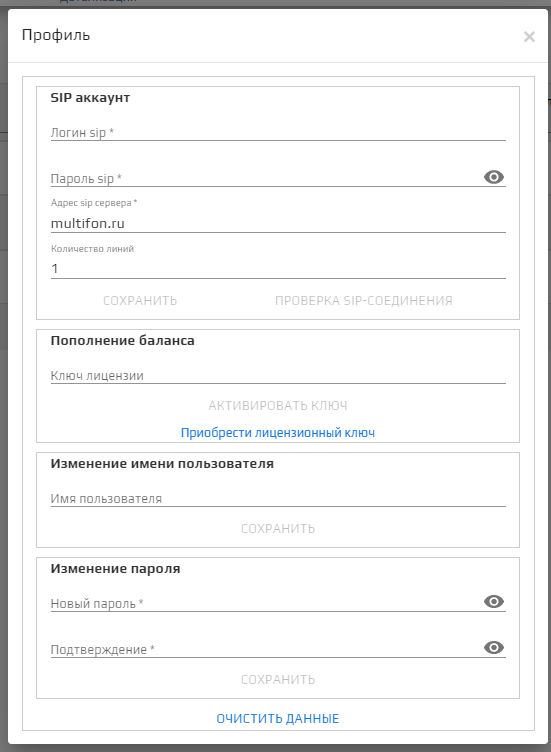 Профиль
×
SIP аккаунт
Логин sip *
Пароль sip *
Адрес sip сервера *
multifon.ru
Количество линий
1
СОХРАНИТЬ ПРОВЕРКА SIP-СОЕДИНЕНИЯ
Пополнение баланса
Ключ лицензии
АКТИВИРОВАТЬ КЛЮЧ
Приобрести лицензионный ключ
Изменение имени пользователя
Имя пользователя
СОХРАНИТЬ
Изменение пароля
Новый пароль *
Подтверждение *
СОХРАНИТЬ
ОЧИСТИТЬ ДАННЫЕ